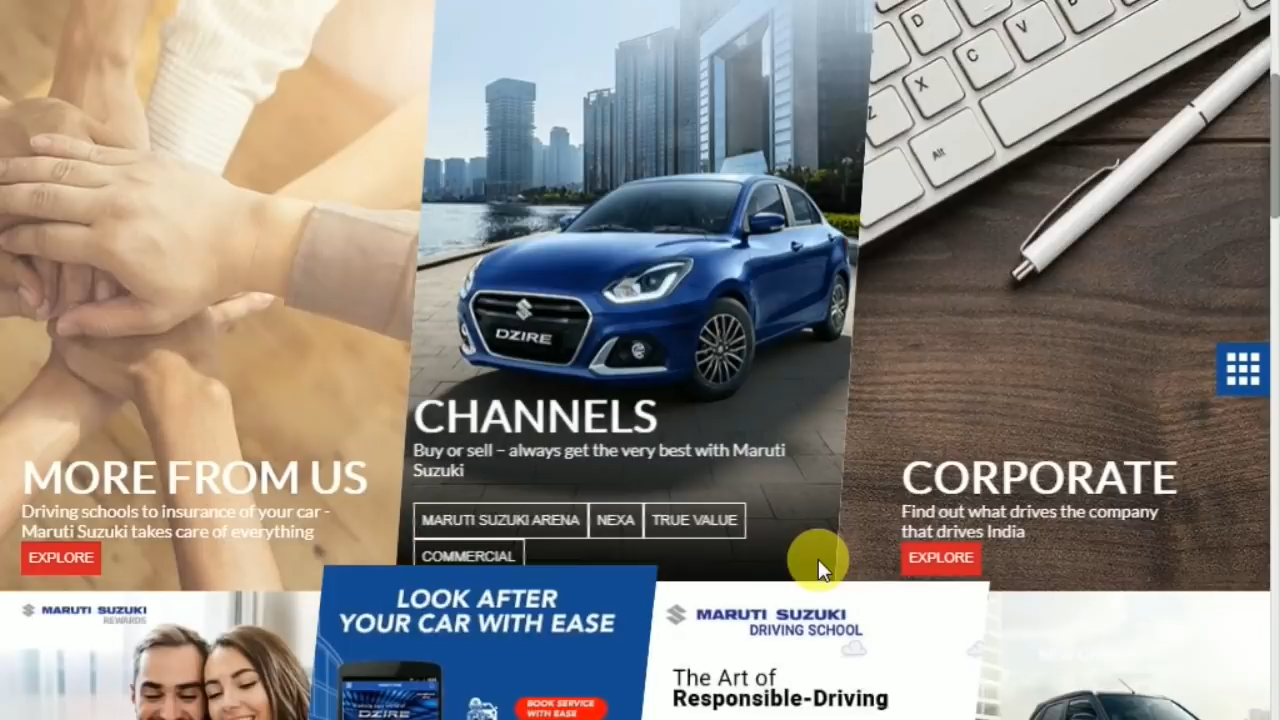 D
V
C
X
Z
Alt
DZIRE
CHANNELS
Buy or sell – always get the very best with Maruti
Suzuki
MARUTI SUZUKI ARENA
NEXA
TRUE VALUE
COMMERCIAL
MORE FROM US
Driving schools to insurance of your car -
Maruti Suzuki takes care of everything
EXPLORE
CORPORATE
Find out what drives the company
that drives India
EXPLORE
MARUTI SUZUKI
REWARDS
LOOK AFTER
YOUR CAR WITH EASE
DZIRE
BOOK SERVICE
WITH EASE
MARUTI SUZUKI
DRIVING SCHOOL
The Art of
Responsible-Driving